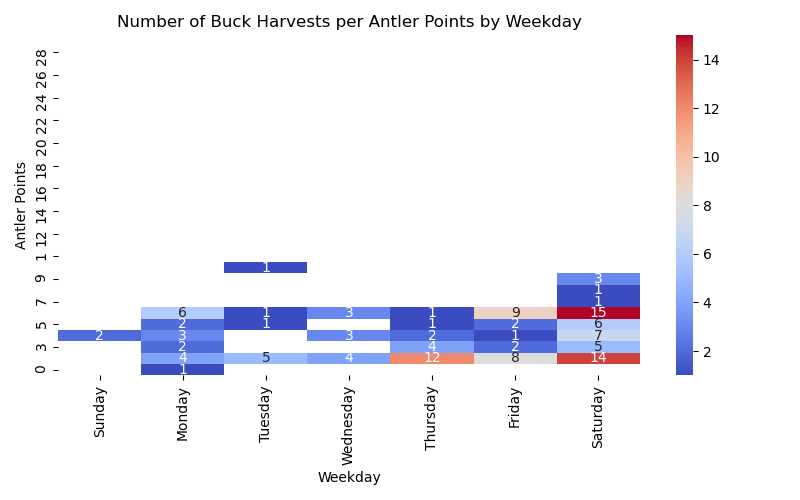 Number of Buck Harvests per Antler Points by Weekday
Antler Points
28
26
24
22
20
18
16
14
12
1
9
7
5
3
0
1
3
1
1
6 1 3 1 9 15
2 1 1 2 6
2 3 3 2 1 7
2 4 2 5
4 5 4 12 8 14
1
Sunday
Monday
Tuesday
Wednesday
Thursday
Friday
Saturday
Weekday
14
12
10
8
6
4
2